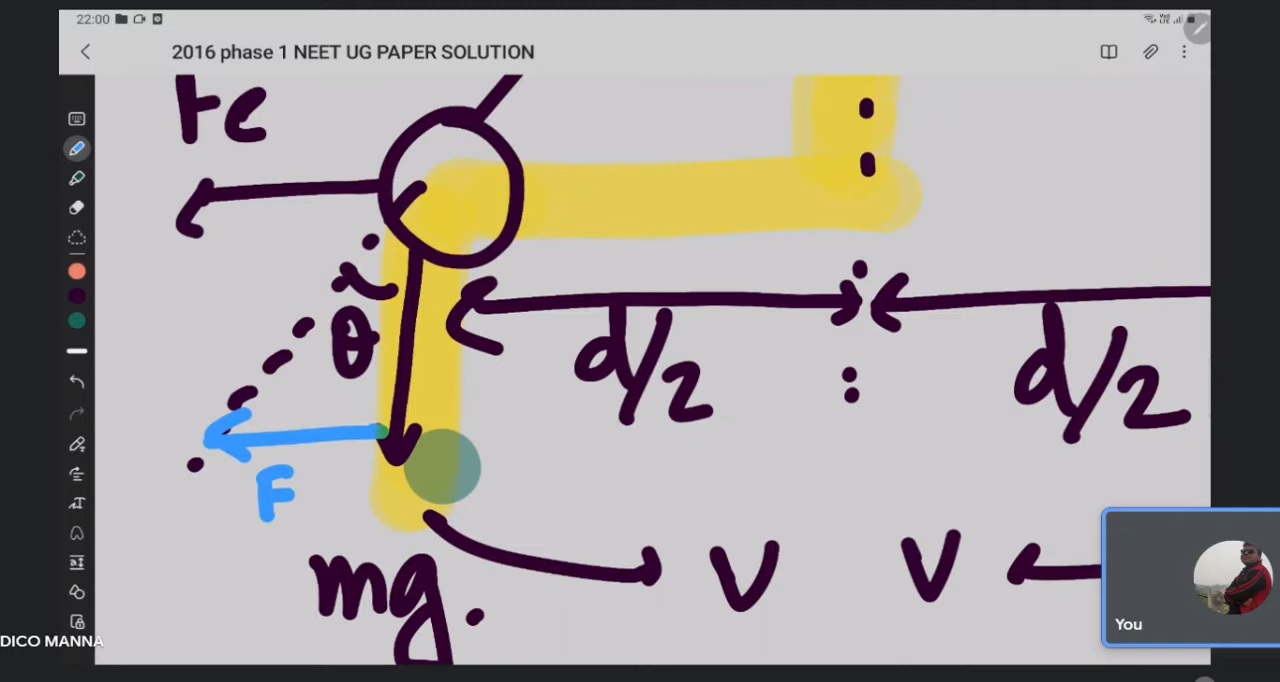 22:00
2016 phase 1 NEET UG PAPER SOLUTION
Fe
θ
d/2
d/2
F
mg.
V
V
You
DICO MANNA